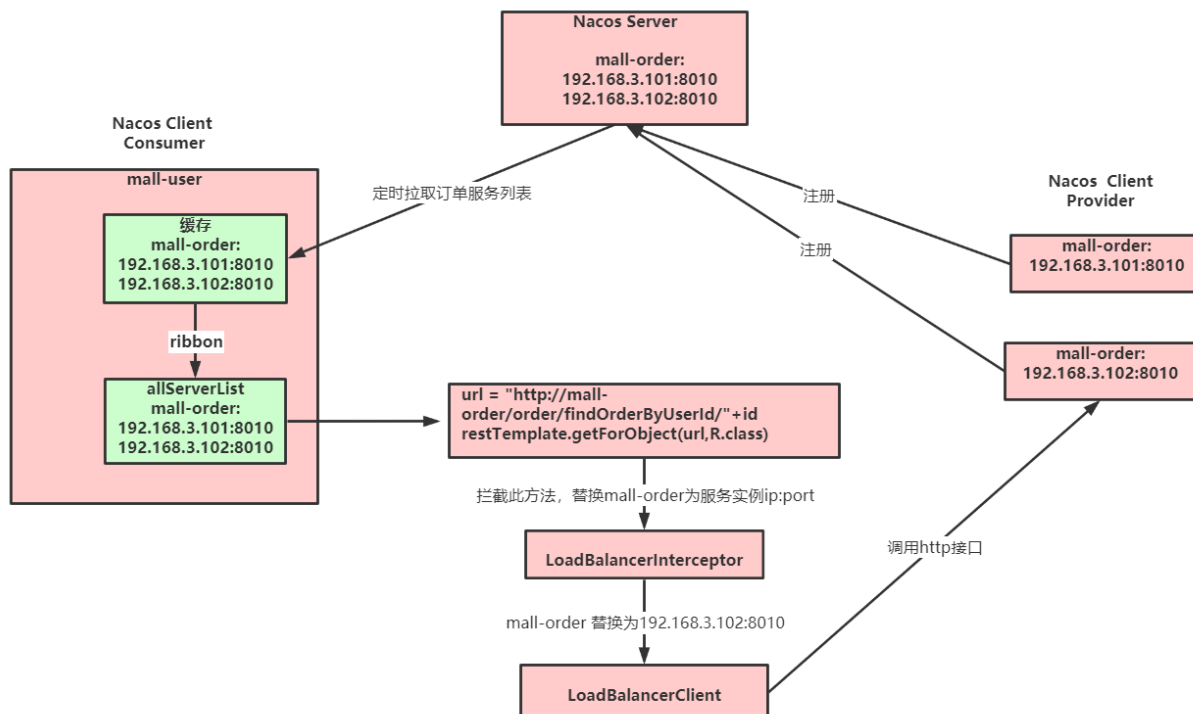 Nacos Server
mall-order:
192.168.3.101:8010
192.168.3.102:8010
Nacos Client
Consumer
mall-user
定时拉取订单服务列表
注册
注册
Nacos  Client
Provider
缓存
mall-order:
192.168.3.101:8010
192.168.3.102:8010
mall-order:
192.168.3.101:8010
ribbon
mall-order:
192.168.3.102:8010
allServerList
mall-order:
192.168.3.101:8010
192.168.3.102:8010
url = "http://mall-
order/order/findOrderByUserId/"+id
restTemplate.getForObject(url,R.class)
拦截此方法，替换mall-order为服务实例ip:port
LoadBalancerInterceptor
调用http接口
mall-order 替换为192.168.3.102:8010
LoadBalancerClient